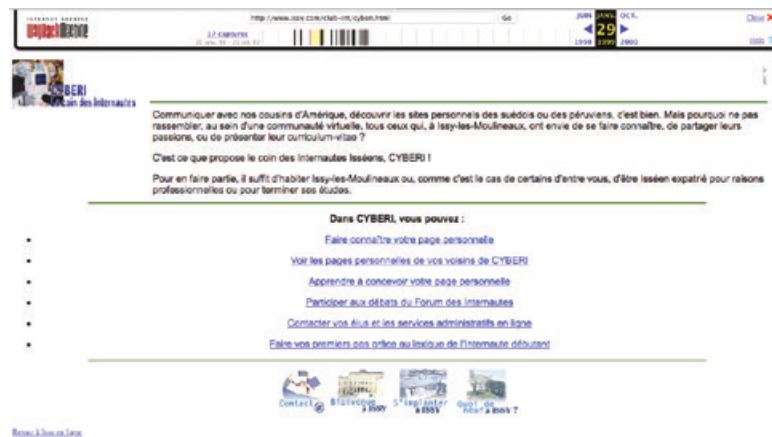 INTERNET ARCHIVE
WayBackMachine
http://www.issy.com/club-int/cyberi.html
Go
JUIN JANV. OCT.
Close
17 captures
29
1998 1999 2000
Help
CYBERI
Le coin des Internautes
Communiquer avec nos cousins d'Amérique, découvrir les sites personnels des suédois ou des péruviens, c'est bien. Mais pourquoi ne pas
rassembler, au sein d'une communauté virtuelle, tous ceux qui, à Issy-les-Moulineaux, ont envie de se faire connaître, de partager leurs
passions, ou de présenter leur curriculum-vitae ?
C'est ce que propose le coin des Internautes Isséens, CYBERI !
Pour en faire partie, il suffit d'habiter Issy-les-Moulineaux ou, comme c'est le cas de certains d'entre vous, d'être Isséen expatrié pour raisons
professionnelles ou pour terminer ses études.
Dans CYBERI, vous pouvez :
Faire connaître votre page personnelle
Voir les pages personnelles de vos voisins de CYBERI
Apprendre à concevoir votre page personnelle
Participer aux débats du Forum des Internautes
Contacter vos élus et les services administratifs en ligne
Faire vos premiers pas grâce au lexique de l'Internaute débutant
Contact @
Bienvenue à ISSY
S'implanter à ISSY
Quoi de neuf à ISSY ?
Retour à Issy en ligne